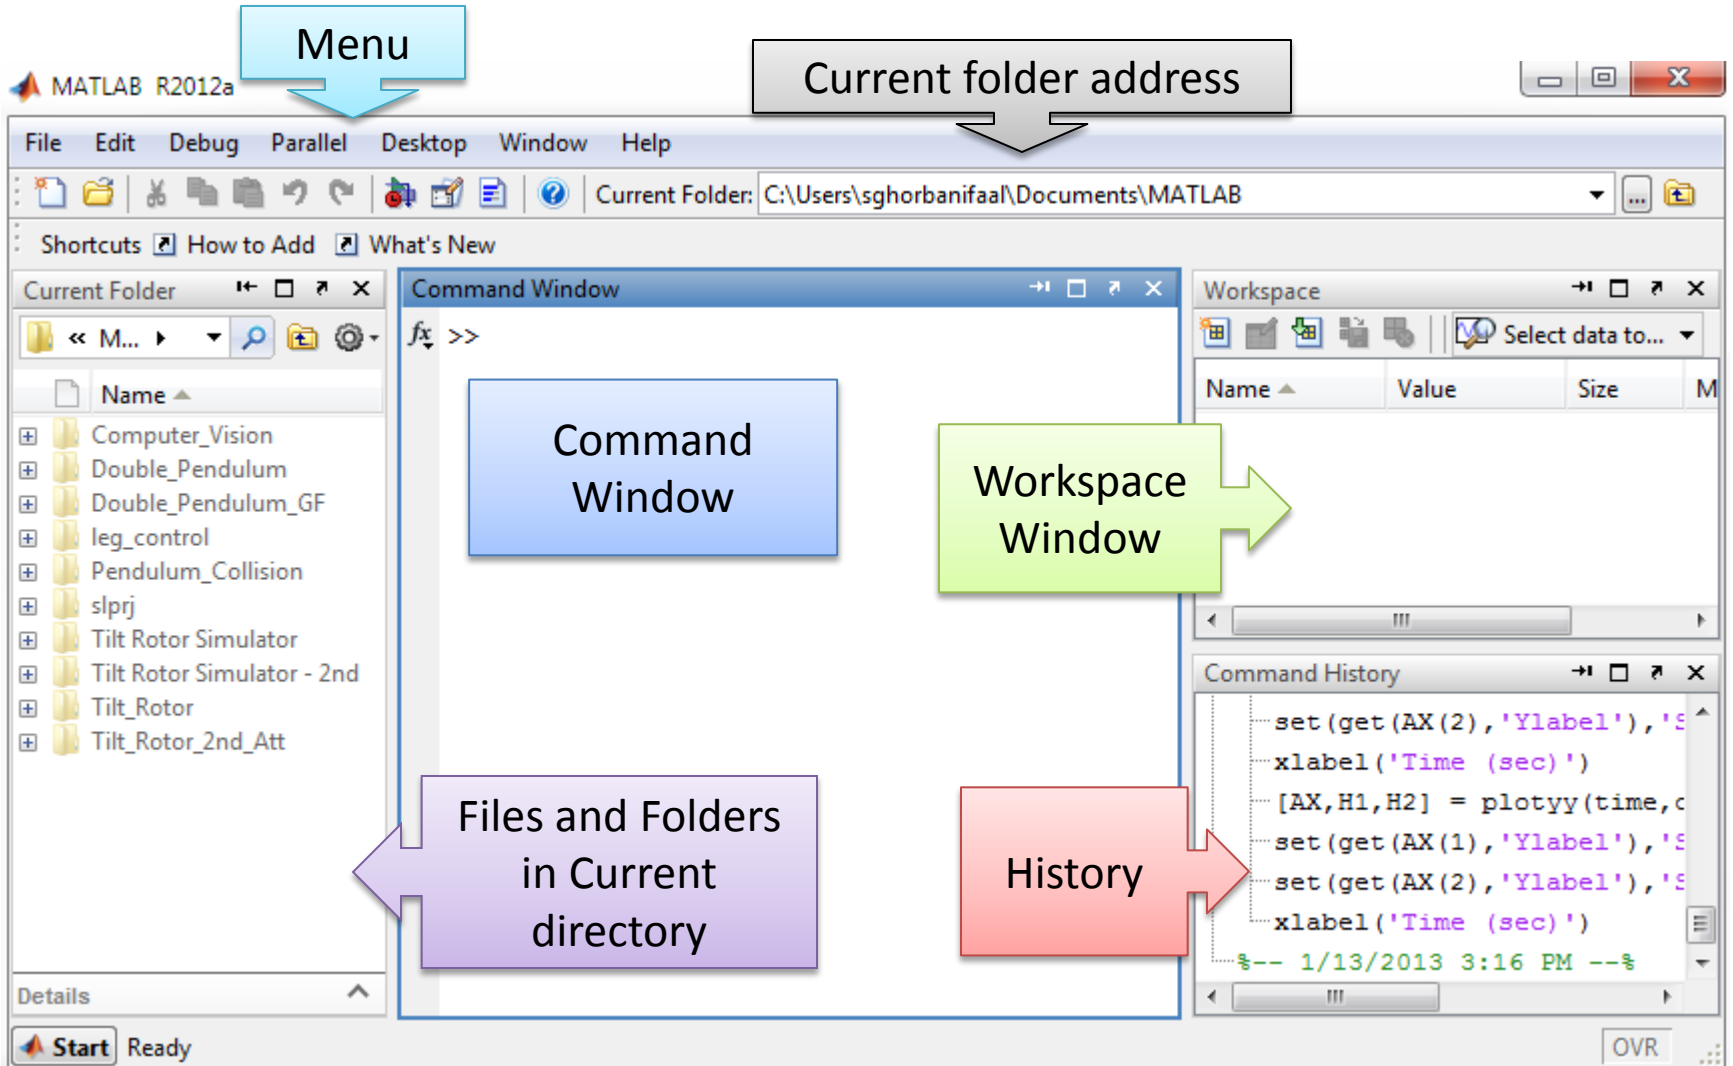 Menu
Current folder address
MATLAB R2012a
File Edit Debug Parallel Desktop Window Help
Current Folder: C:\Users\sghorbanifaal\Documents\MATLAB
Shortcuts How to Add What's New
Current Folder
« M...
Name
Computer_Vision
Double_Pendulum
Double_Pendulum_GF
leg_control
Pendulum_Collision
slprj
Tilt Rotor Simulator
Tilt Rotor Simulator - 2nd
Tilt_Rotor
Tilt_Rotor_2nd_Att
Details
Command Window
fx >>
Command
Window
Files and Folders
in Current
directory
Workspace
Select data to...
Name Value Size M
Workspace
Window
Command History
set(get(AX(2),'Ylabel'),'S
xlabel('Time (sec)')
[AX,H1,H2] = plotyy(time,c
set(get(AX(1),'Ylabel'),'S
set(get(AX(2),'Ylabel'),'S
xlabel('Time (sec)')
%-- 1/13/2013 3:16 PM --%
History
Start Ready
OVR